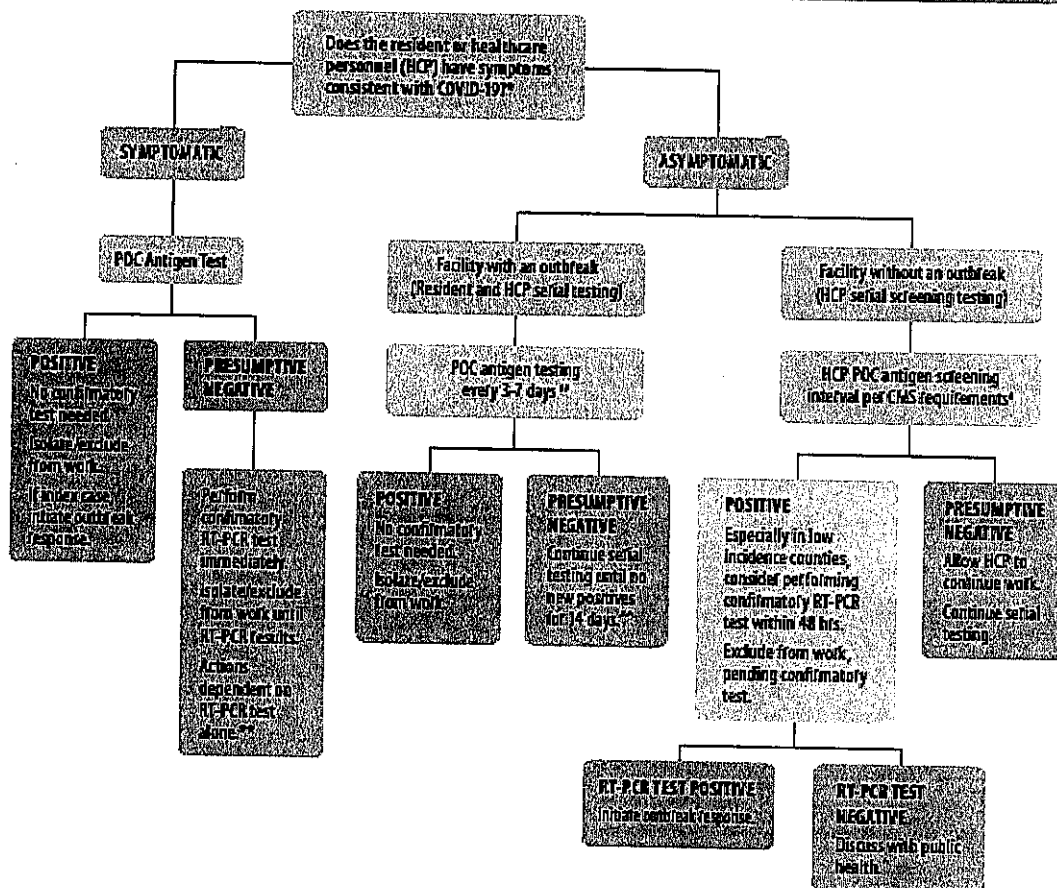 Does the resident or healthcare
personnel (HCP) have symptoms
consistent with COVID-19?*
SYMPTOMATIC
ASYMPTOMATIC
POC Antigen Test
Facility with an outbreak
(Resident and HCP serial testing)
Facility without an outbreak
(HCP serial screening testing)
POSITIVE
No confirmatory
test needed.
Isolate/exclude
from work.
If index case,
initiate outbreak
response.
PRESUMPTIVE
NEGATIVE
Perform
confirmatory
RT-PCR test
immediately
isolate/exclude
from work until
RT-PCR results.
Actions
dependent on
RT-PCR test
alone.**
POC antigen testing
every 3-7 days
HCP POC antigen screening
interval per CMS requirements
POSITIVE
No confirmatory
test needed.
Isolate/exclude
from work.
PRESUMPTIVE
NEGATIVE
Continue serial
testing until no
new positives
for 14 days.
POSITIVE
Especially in low
incidence counties,
consider performing
confirmatory RT-PCR
test within 48 hrs.
Exclude from work,
pending confirmatory
test.
PRESUMPTIVE
NEGATIVE
Allow HCP to
continue work.
Continue serial
testing
RT-PCR TEST POSITIVE
Initiate outbreak response.
RT-PCR TEST
NEGATIVE
Discuss with public
health.